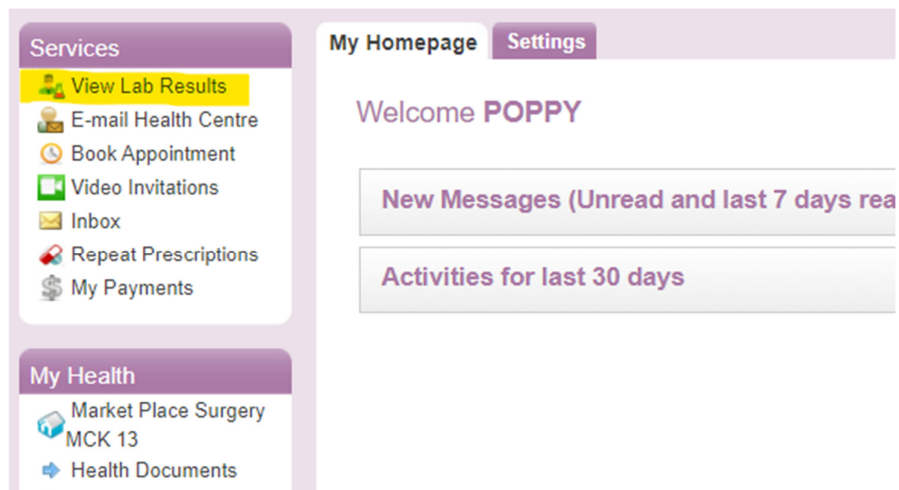 Services
View Lab Results
E-mail Health Centre
Book Appointment
Video Invitations
Inbox
Repeat Prescriptions
My Payments
My Health
Market Place Surgery
MCK 13
Health Documents
My Homepage
Settings
Welcome POPPY
New Messages (Unread and last 7 days rea
Activities for last 30 days